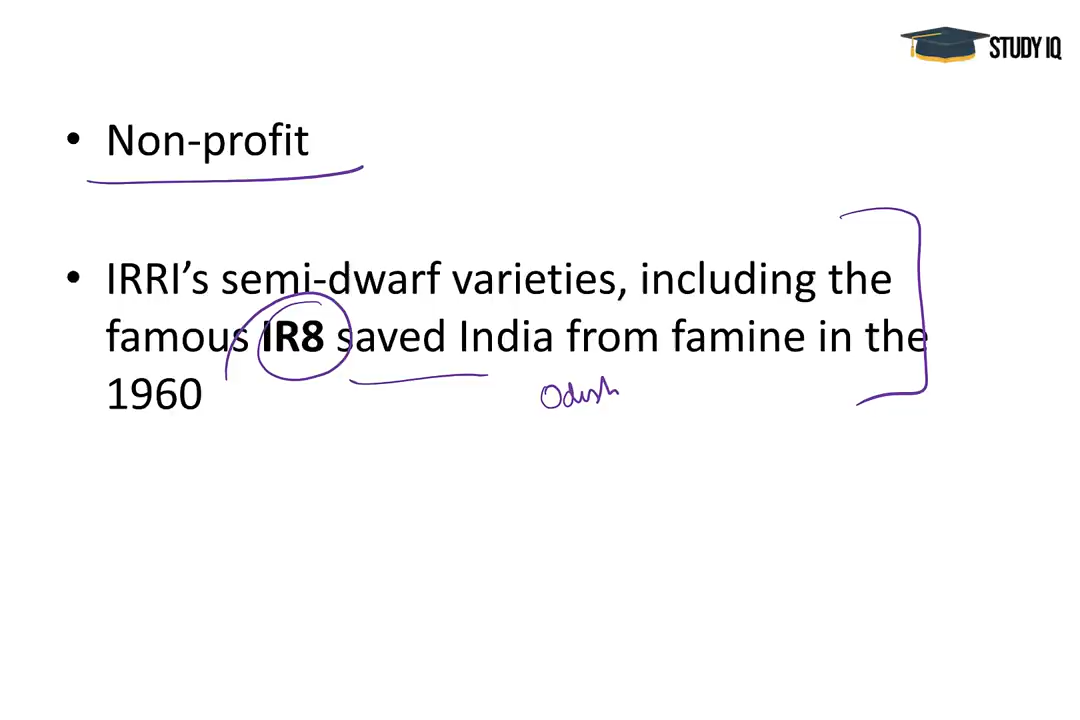 STUDY IQ
• Non-profit
• IRRI’s semi-dwarf varieties, including the
famous IR8 saved India from famine in the
1960
Odish